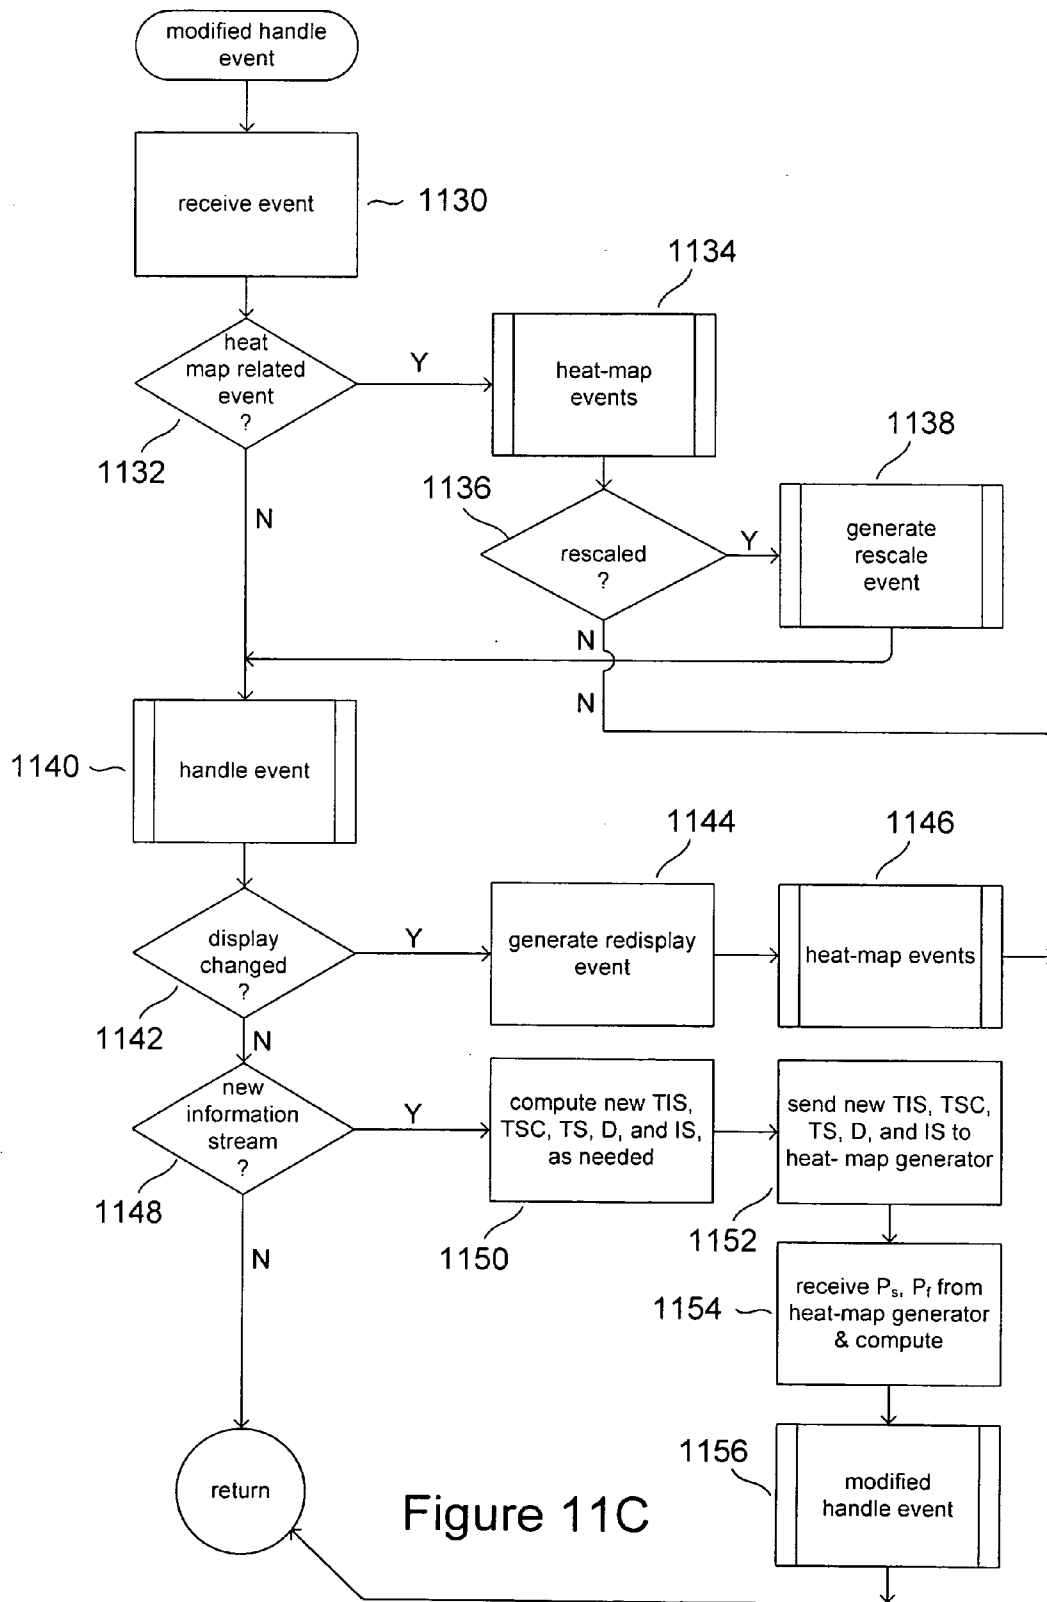 modified handle
event
receive event
1130
1134
heat
map related
event
?
Y
heat-map
events
1132
1138
1136
N
rescaled
?
Y
generate
rescale
event
N
N
1140
handle event
1144
1146
display
changed
?
Y
generate redisplay
event
heat-map events
1142
N
new
information
stream
?
Y
compute new TIS,
TSC, TS, D, and IS,
as needed
send new TIS, TSC,
TS, D, and IS to
heat- map generator
1148
1150
1152
N
1154
receive Ps, Pf from
heat-map generator
& compute
1156
return
modified
handle event
Figure 11C